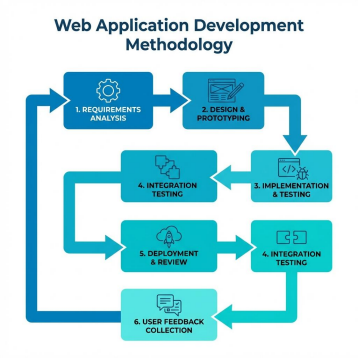 Web Application Development
Methodology
1. REQUIREMENTS
ANALYSIS
2. DESIGN &
PROTOTYPING
3. IMPLEMENTATION
& TESTING
4. INTEGRATION
TESTING
5. DEPLOYMENT
& REVIEW
4. INTEGRATION
TESTING
6. USER FEEDBACK
COLLECTION